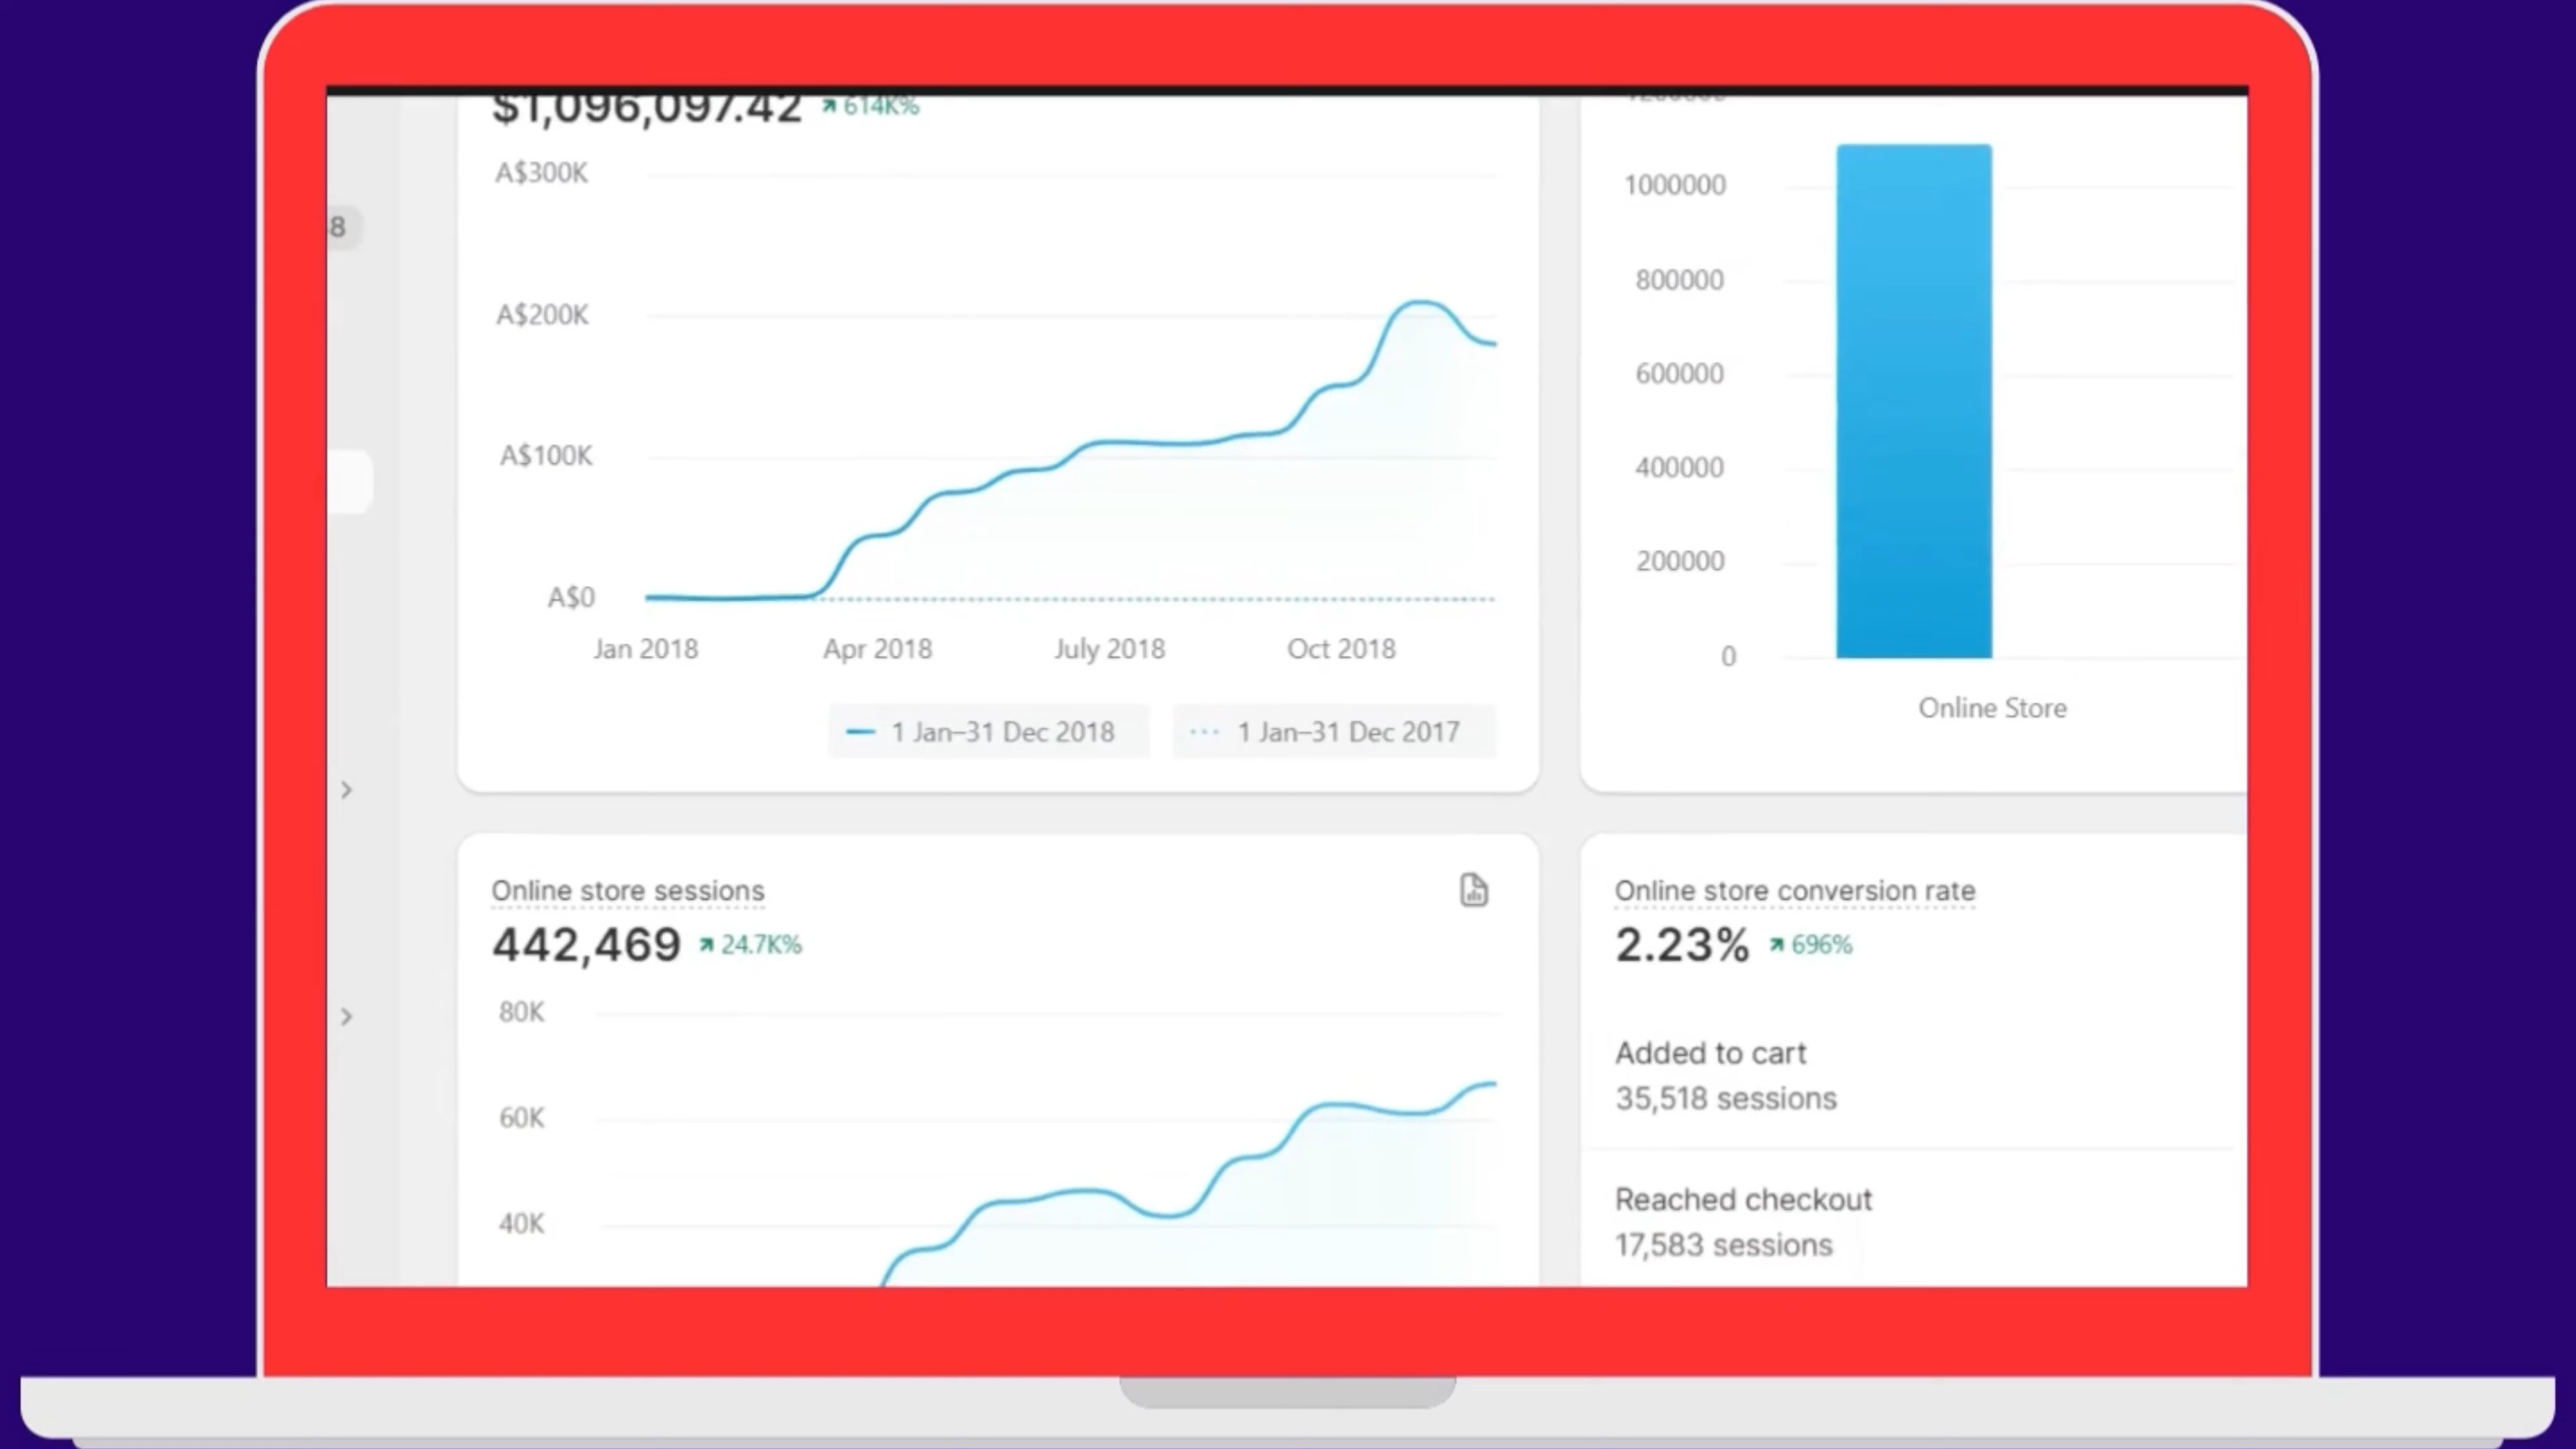 $1,096,097.42 614K%
A$300K
A$200K
A$100K
A$0
Jan 2018 Apr 2018 July 2018 Oct 2018
1 Jan–31 Dec 2018 1 Jan–31 Dec 2017
8
1000000
800000
600000
400000
200000
0
Online Store
Online store sessions
442,469 24.7K%
80K
60K
40K
Online store conversion rate
2.23% 696%
Added to cart
35,518 sessions
Reached checkout
17,583 sessions